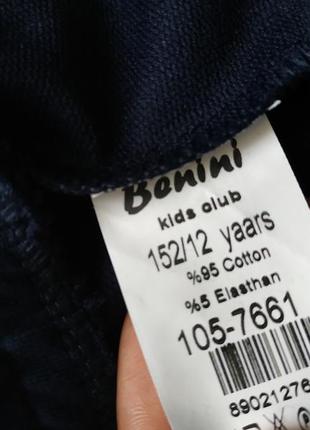 Benini
kids club
152/12 yaars
%95 Cotton
%5 Elasthan
105-7661
89021276